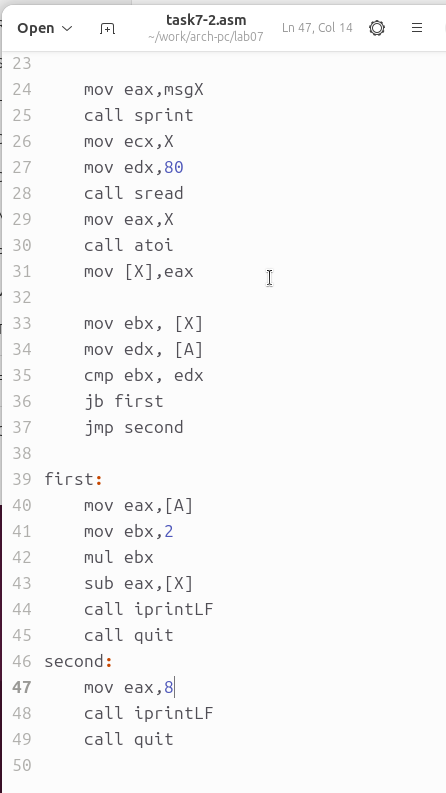 Open
task7-2.asm
~/work/arch-pc/lab07
Ln 47, Col 14
23
24 mov eax,msgX
25 call sprint
26 mov ecx,X
27 mov edx,80
28 call sread
29 mov eax,X
30 call atoi
31 mov [X],eax
32
33 mov ebx, [X]
34 mov edx, [A]
35 cmp ebx, edx
36 jb first
37 jmp second
38
39 first:
40 mov eax,[A]
41 mov ebx,2
42 mul ebx
43 sub eax,[X]
44 call iprintLF
45 call quit
46 second:
47 mov eax,8
48 call iprintLF
49 call quit
50